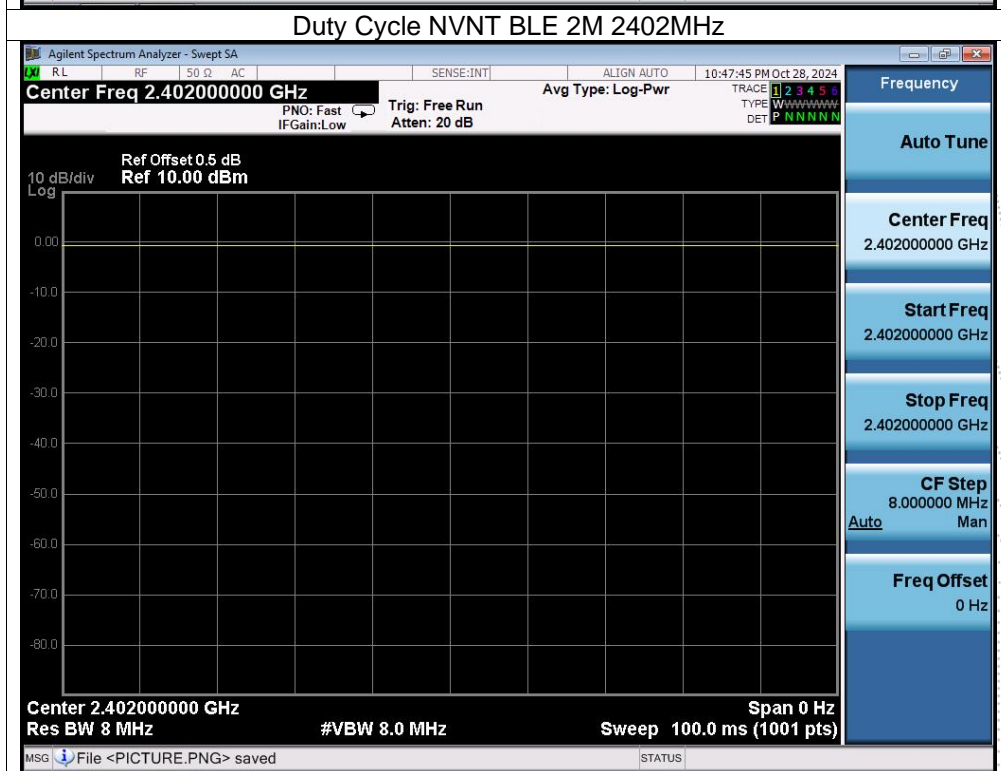 Duty Cycle NVNT BLE 2M 2402MHz
Agilent Spectrum Analyzer - Swept SA
LXI RL RF 50 Ω AC SENSE:INT ALIGN AUTO 10:47:45 PM Oct 28, 2024
Center Freq 2.402000000 GHz
PNO: Fast
IFGain:Low
Trig: Free Run
Atten: 20 dB
Avg Type: Log-Pwr
TRACE 1 2 3 4 5 6
TYPE WWWWWWW
DET P N N N N N
Ref Offset 0.5 dB
10 dB/div Ref 10.00 dBm
Log
0.00
-10.0
-20.0
-30.0
-40.0
-50.0
-60.0
-70.0
-80.0
Center 2.402000000 GHz Span 0 Hz
Res BW 8 MHz #VBW 8.0 MHz Sweep 100.0 ms (1001 pts)
MSG File <PICTURE.PNG> saved STATUS
Frequency
Auto Tune
Center Freq
2.402000000 GHz
Start Freq
2.402000000 GHz
Stop Freq
2.402000000 GHz
CF Step
8.000000 MHz
Auto Man
Freq Offset
0 Hz